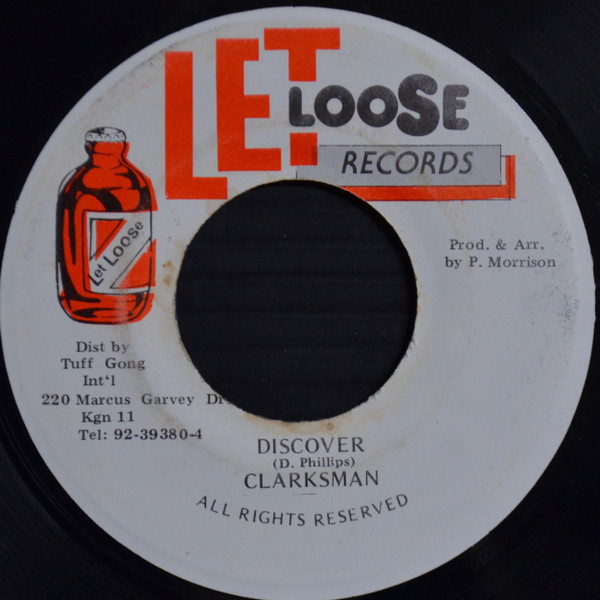 LET
LOOSE
RECORDS
Let LOOSE
Prod. & Arr.
by P. Morrison
Dist by
Tuff Gong
Int'l
220 Marcus Garvey Dr
Kgn 11
Tel: 92-39380-4
DISCOVER
(D. Phillips)
CLARKSMAN
ALL RIGHTS RESERVED